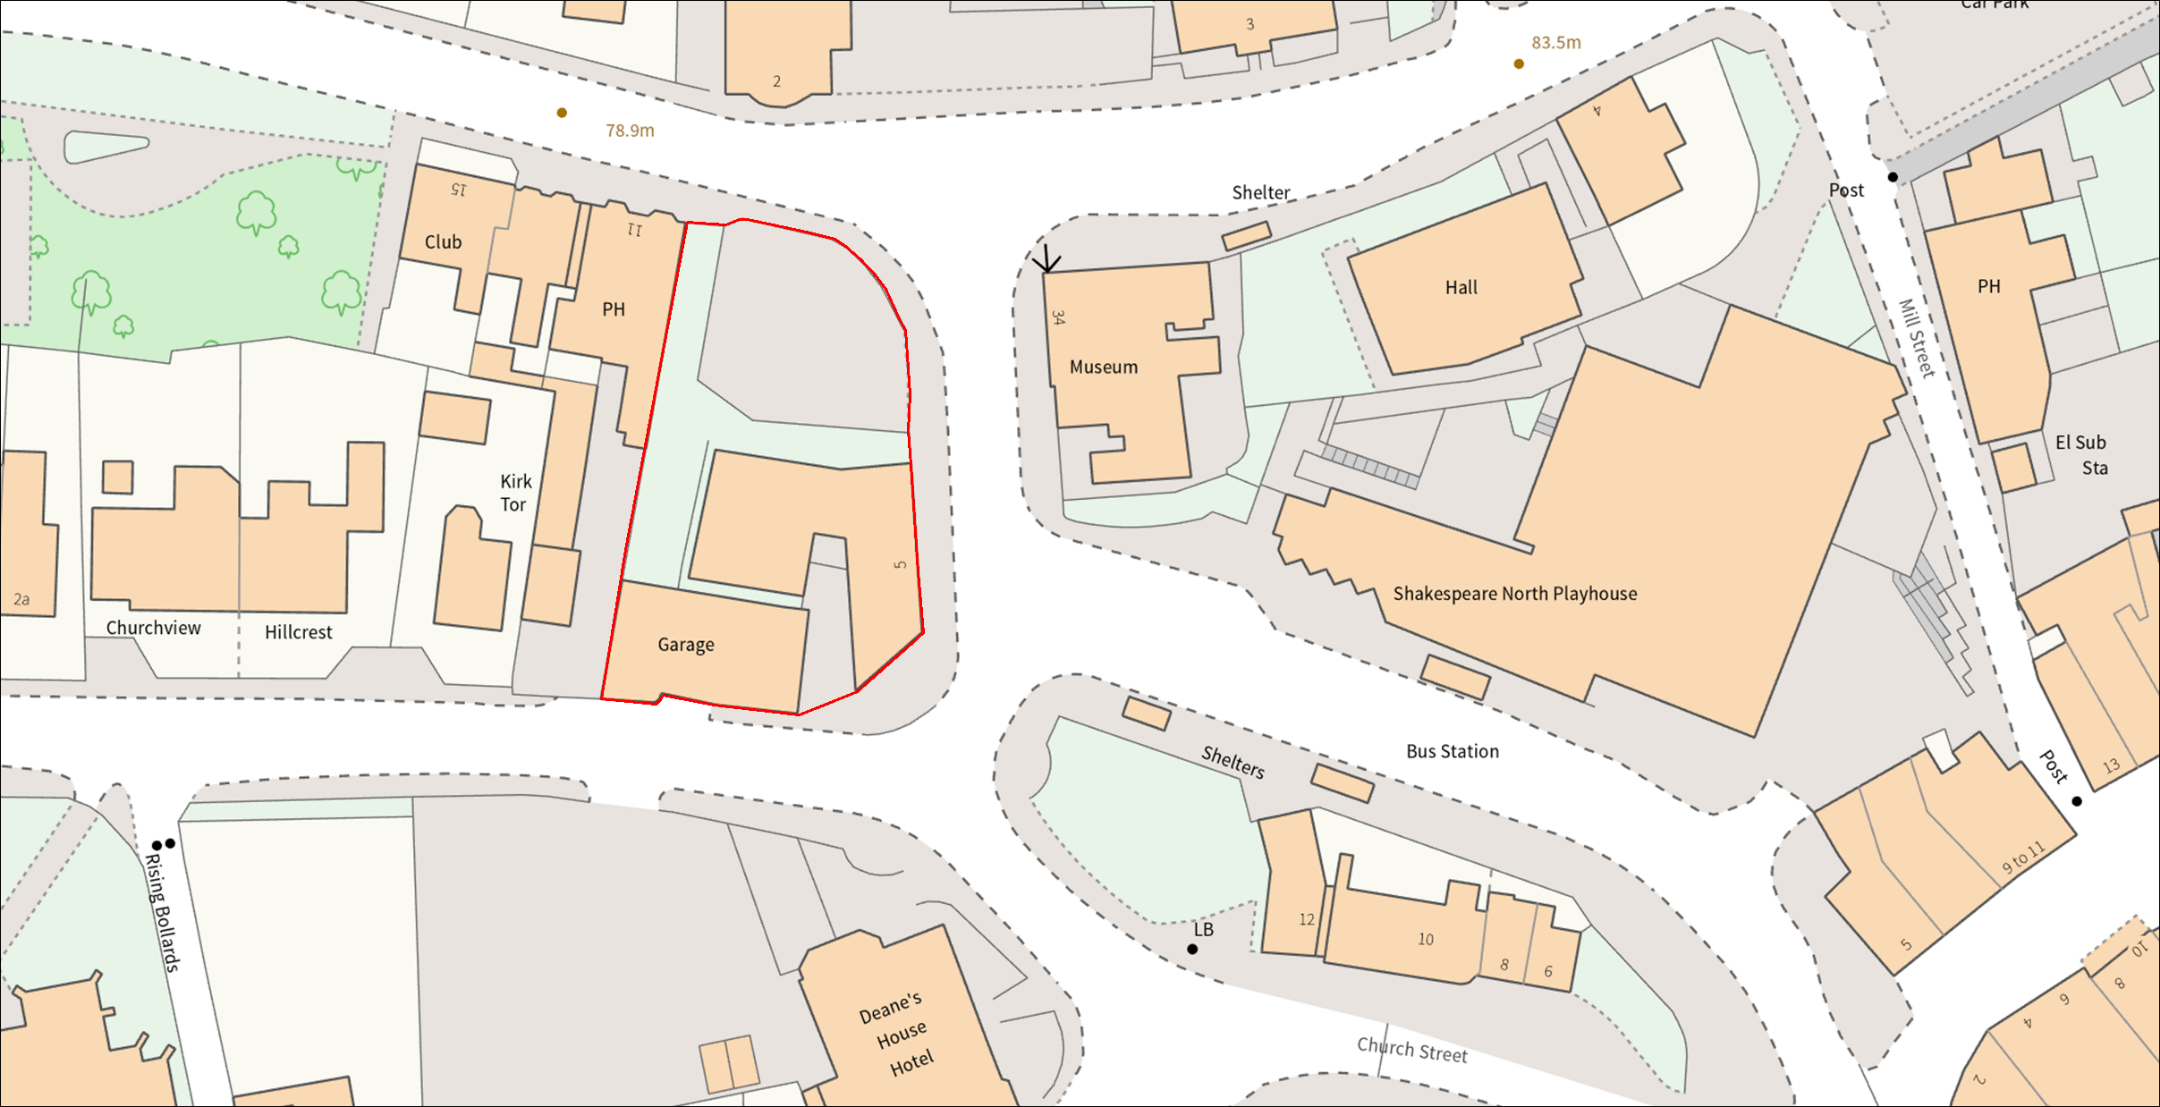 Car Park
3
83.5m
2
4
78.9m
15
Shelter
Post
11
Club
Hall
PH
PH
34
Mill Street
Museum
El Sub
Sta
Kirk
Tor
5
2a
Shakespeare North Playhouse
Churchview
Hillcrest
Garage
Bus Station
Shelters
Post
13
Rising Bollards
9 to 11
12
LB
10
8
6
5
10
8
6
4
2
Deane's
House
Hotel
Church Street